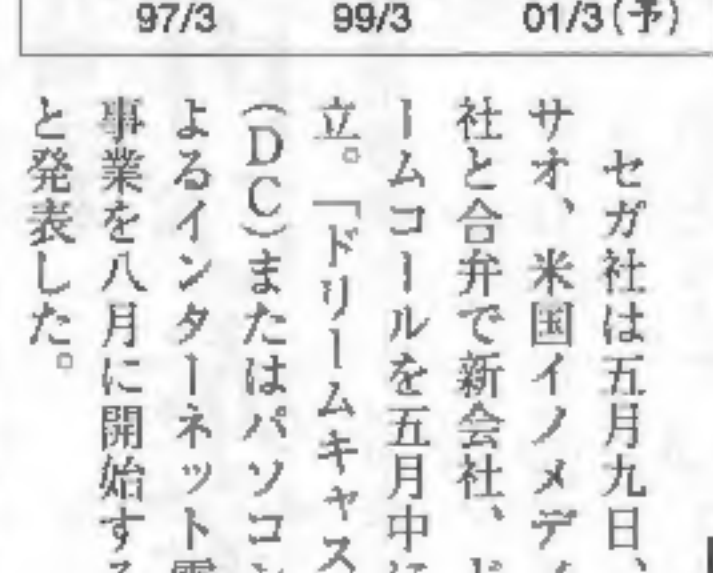 97/3 99/3 01/3(予)
セガ社は五月九日、
サオ、米国イノメディ
社と合弁で新会社、ド
ームコールを五月中に
立。「ドリームキャス
(DC)またはパソコン
よるインターネット電
事業を八月に開始する
と発表した。